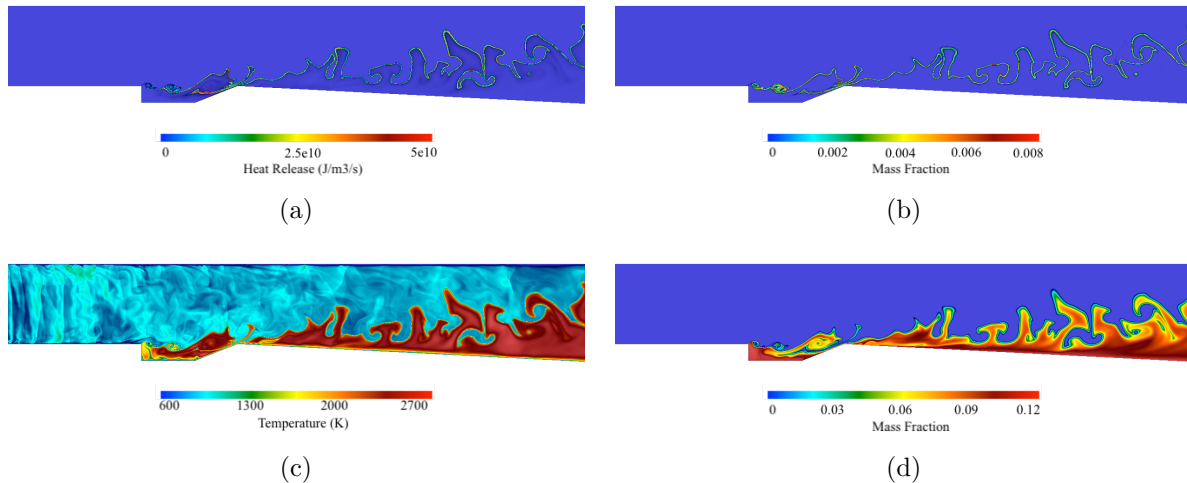 0 2.5e10 5e10
Heat Release (J/m3/s)
(a)
0 0.002 0.004 0.006 0.008
Mass Fraction
(b)
600 1300 2000 2700
Temperature (K)
(c)
0 0.03 0.06 0.09 0.12
Mass Fraction
(d)